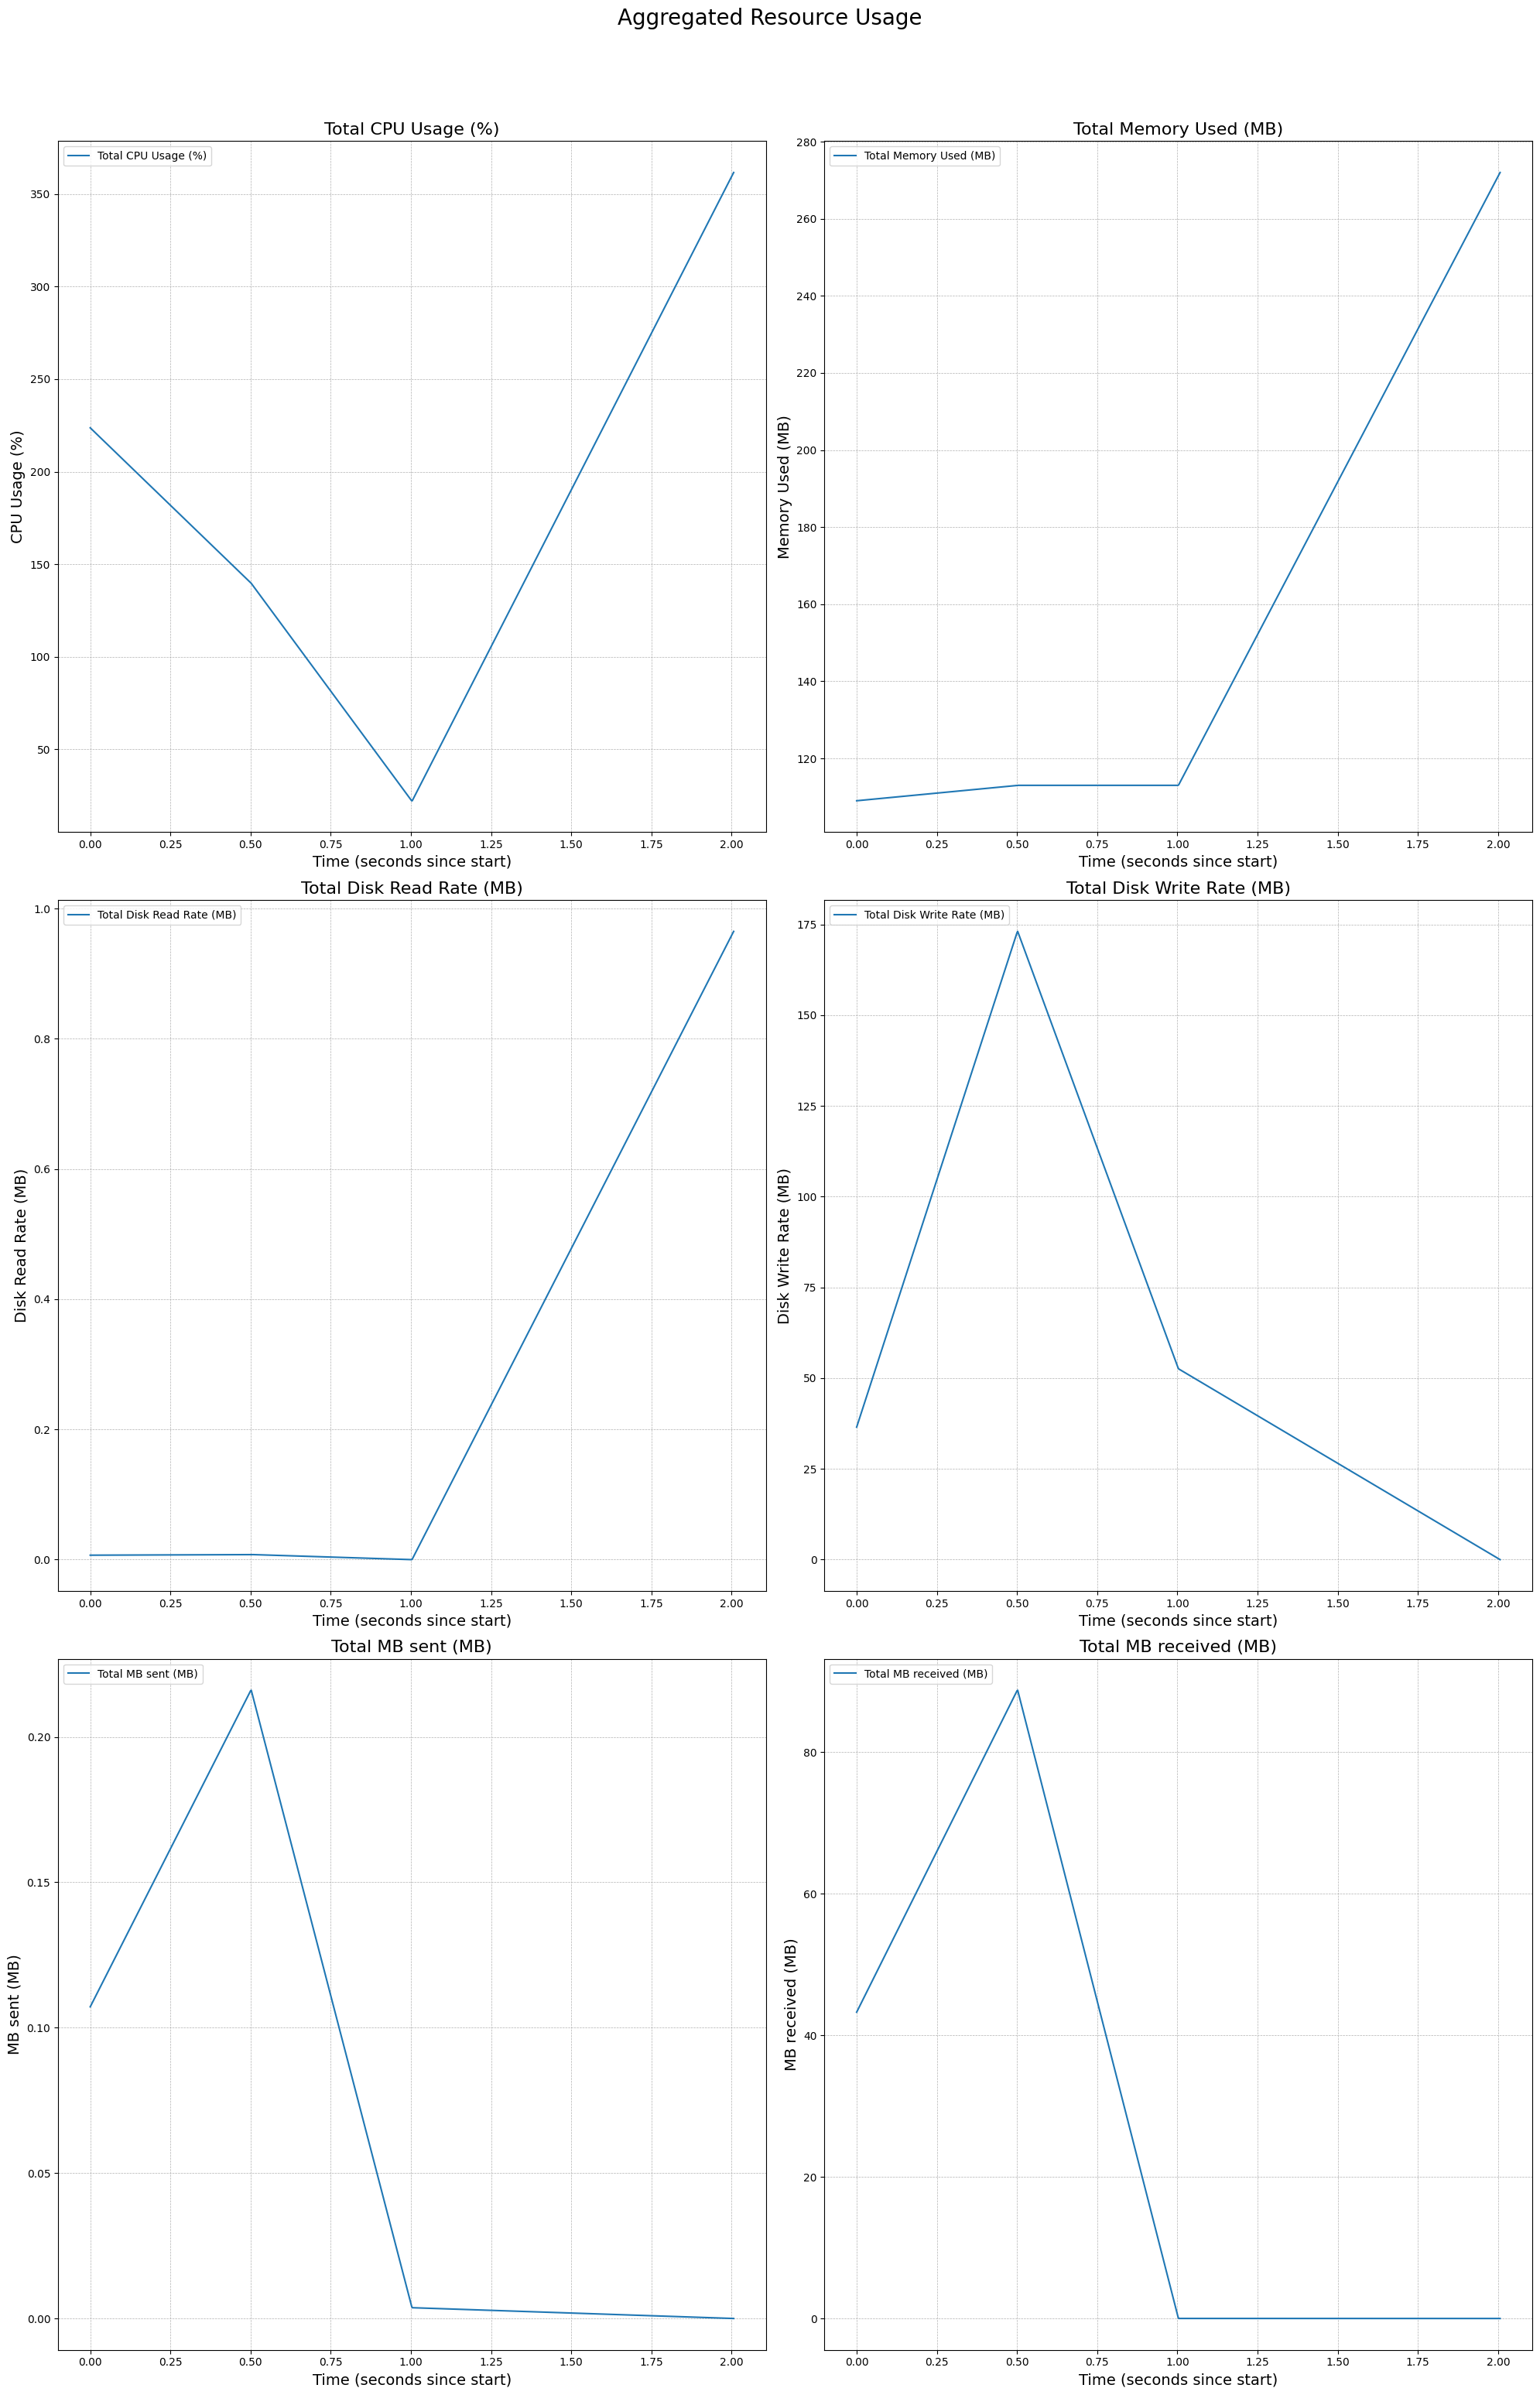 Aggregated Resource Usage
Total CPU Usage (%)
Total CPU Usage (%)
CPU Usage (%)
350
300
250
200
150
100
50
0.00 0.25 0.50 0.75 1.00 1.25 1.50 1.75 2.00
Time (seconds since start)
Total Memory Used (MB)
Total Memory Used (MB)
Memory Used (MB)
280
260
240
220
200
180
160
140
120
0.00 0.25 0.50 0.75 1.00 1.25 1.50 1.75 2.00
Time (seconds since start)
Total Disk Read Rate (MB)
Total Disk Read Rate (MB)
Disk Read Rate (MB)
1.0
0.8
0.6
0.4
0.2
0.0
0.00 0.25 0.50 0.75 1.00 1.25 1.50 1.75 2.00
Time (seconds since start)
Total Disk Write Rate (MB)
Total Disk Write Rate (MB)
Disk Write Rate (MB)
175
150
125
100
75
50
25
0
0.00 0.25 0.50 0.75 1.00 1.25 1.50 1.75 2.00
Time (seconds since start)
Total MB sent (MB)
Total MB sent (MB)
MB sent (MB)
0.20
0.15
0.10
0.05
0.00
0.00 0.25 0.50 0.75 1.00 1.25 1.50 1.75 2.00
Time (seconds since start)
Total MB received (MB)
Total MB received (MB)
MB received (MB)
80
60
40
20
0
0.00 0.25 0.50 0.75 1.00 1.25 1.50 1.75 2.00
Time (seconds since start)